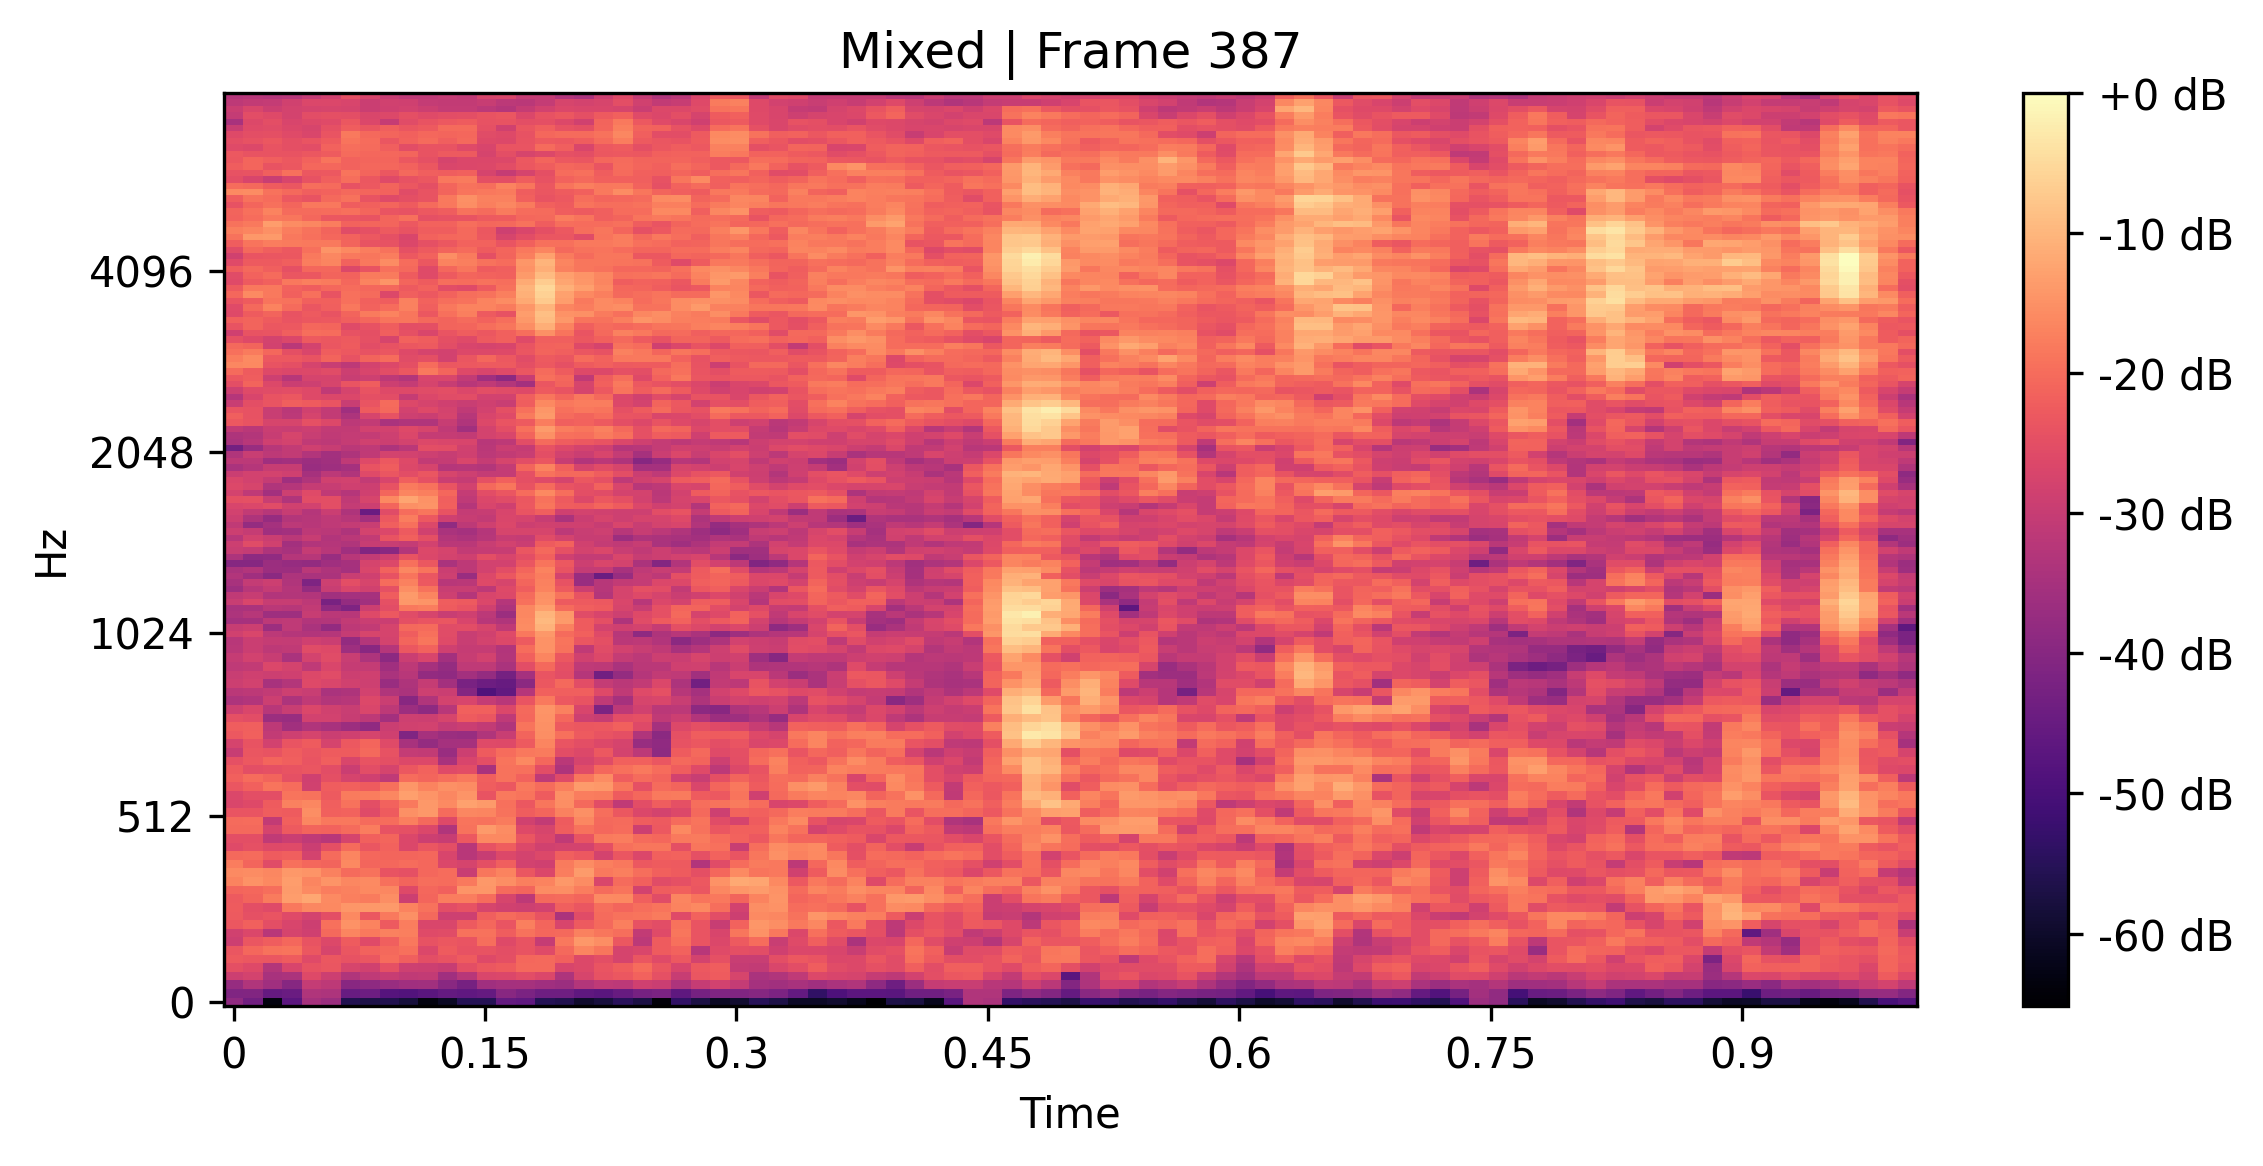 Mixed | Frame 387
+0 dB
-10 dB
-20 dB
-30 dB
-40 dB
-50 dB
-60 dB
Hz
4096
2048
1024
512
0
0 0.15 0.3 0.45 0.6 0.75 0.9
Time